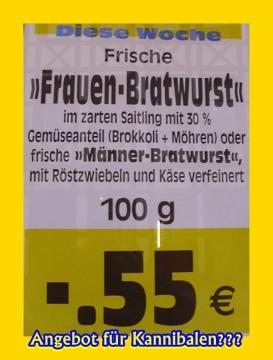 Diese Woche
Frische
»Frauen-Bratwurst«
im zarten Saitling mit 30 %
Gemüseanteil (Brokkoli + Möhren) oder
frische »Männer-Bratwurst«,
mit Röstzwiebeln und Käse verfeinert
100 g
-.55 €
Angebot für Kannibalen???